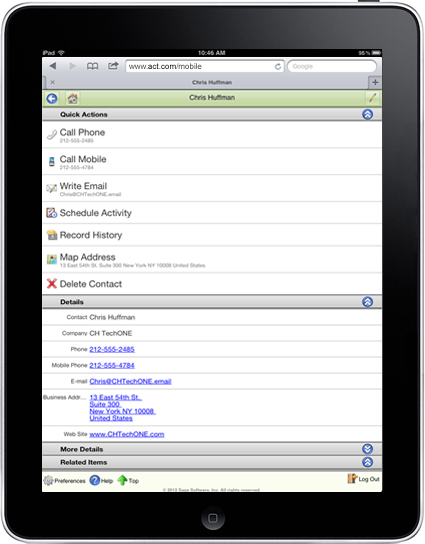 iPad 10:46 AM 95%
www.act.com/mobile Google
Chris Huffman
Chris Huffman
Quick Actions
Call Phone
212-555-2485
Call Mobile
212-555-4784
Write Email
Chris@CHTechONE.email
Schedule Activity
Record History
Map Address
13 East 54th St. Suite 300 New York NY 10008 United States
Delete Contact
Details
Contact Chris Huffman
Company CH TechONE
Phone 212-555-2485
Mobile Phone 212-555-4784
E-mail Chris@CHTechONE.email
Business Addr... 13 East 54th St.
Suite 300
New York NY 10008
United States
Web Site www.CHTechONE.com
More Details
Related Items
Preferences Help Top Log Out
© 2013 Sage Software, Inc. All rights reserved.